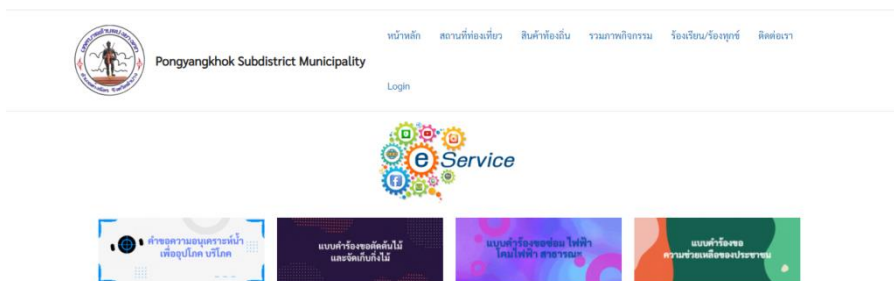 หน้าหลัก สถานที่ท่องเที่ยว สินค้าท้องถิ่น รวมภาพกิจกรรม ร้องเรียน/ร้องทุกข์ ติดต่อเรา
Pongyangkhok Subdistrict Municipality
Login
e Service
คำขอความอนุเคราะห์น้ำ
เพื่ออุปโภค บริโภค
แบบคำร้องขอตัดต้นไม้
และจัดเก็บกิ่งไม้
แบบคำร้องขอซ่อม ไฟฟ้า
โคมไฟฟ้า สาธารณะ
แบบคำร้องขอ
ความช่วยเหลือของประชาชน